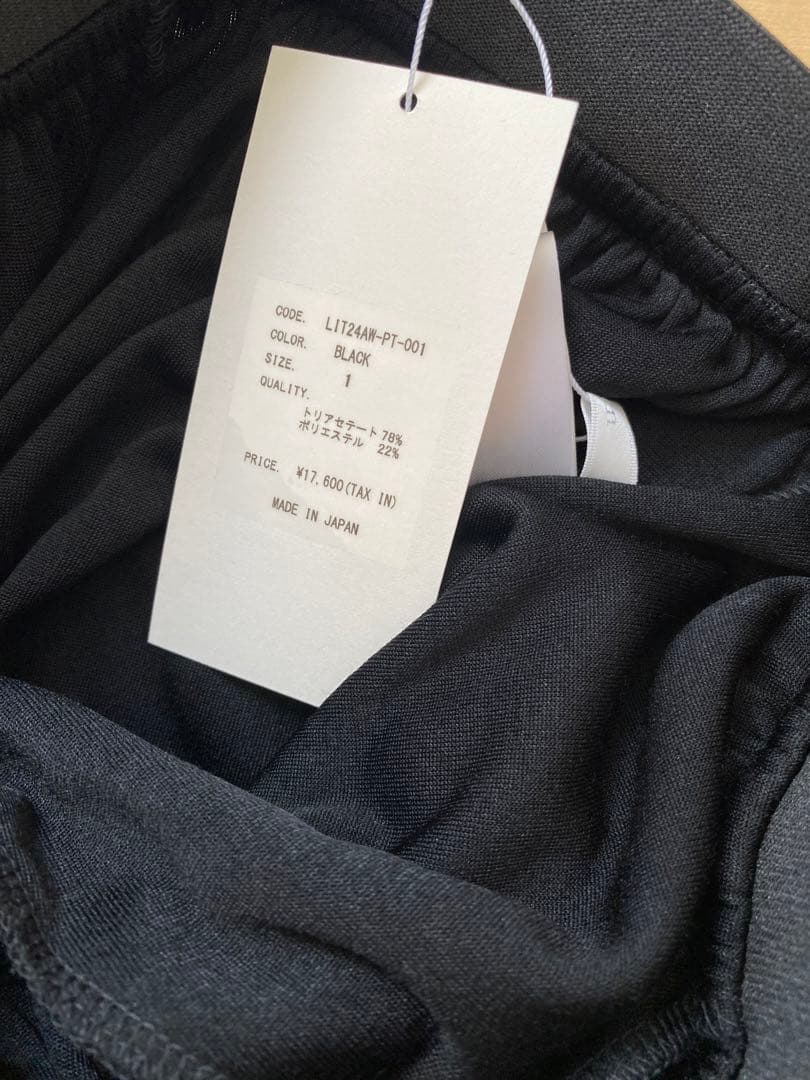 CODE. LIT24AW-PT-001
COLOR. BLACK
SIZE. 1
QUALITY.
トリアセテート 78%
ポリエステル 22%
PRICE. ¥17,600(TAX IN)
MADE IN JAPAN